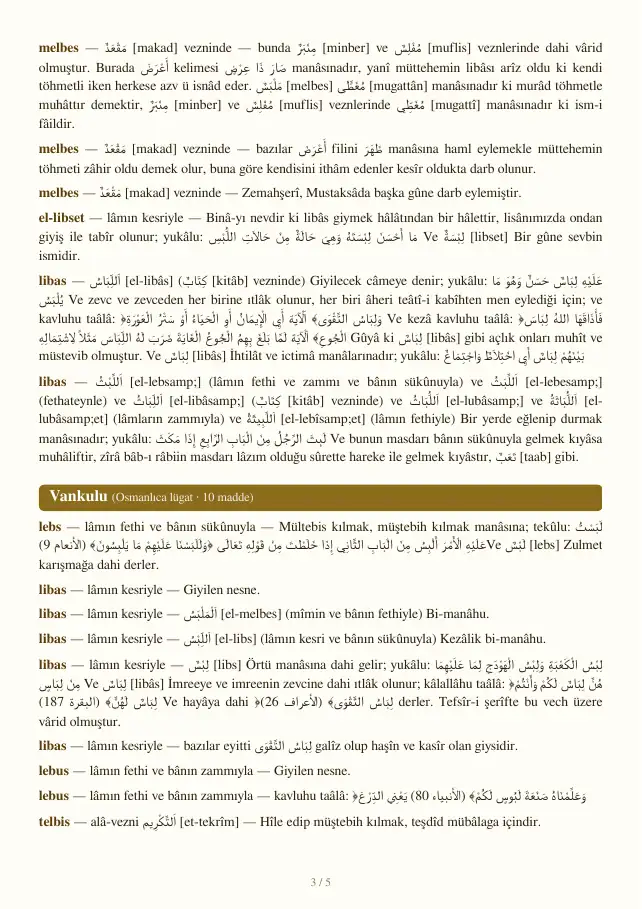 melbes — مَقْعَدٌ [makad] vezninde — bunda مِنْبَرٌ [minber] ve مُفْلِسٌ [muflis] veznlerinde dahi vârid
olmuştur. Burada أَعْرَضَ kelimesi صَارَ ذَا عِرَضٍ manâsınadır, yanî müttehemin libâsı arîz oldu ki kendi
töhmetli iken herkese azv ü isnâd eder. مَلْبَسٌ [melbes] مُغَطًّى [mugattân] manâsınadır ki murâd töhmetle
muhâttır demektir, مِنْبَرٌ [minber] ve مُفْلِسٌ [muflis] veznlerinde مُغَطِّي [mugattî] manâsınadır ki ism-i
fâildir.
melbes — مَقْعَدٌ [makad] vezninde — bazılar أَعْرَضَ fiilini ظَهَرَ manâsına haml eylemekle müttehemin
töhmeti zâhir oldu demek olur, buna göre kendisini ithâm edenler kesîr oldukta darb olunur.
melbes — مَقْعَدٌ [makad] vezninde — Zemahşerî, Mustaksâda başka gûne darb eylemiştir.
el-libset — lâmın kesriyle — Binâ-yı nevdir ki libâs giymek hâlâtından bir hâlettir, lisânımızda ondan
giyiş ile tabîr olunur; yukâlu: مَا أَحْسَنَ لِبْسَتَهُ وَهِيَ حَالَةٌ مِنْ حَالَاتِ اللُّبْسِ Ve لِبْسَةٌ [libset] Bir gûne sevbin
ismidir.
libas — اَللِّبَاسُ [el-libâs] (كِتَابٌ [kitâb] vezninde) Giyilecek câmeye denir; yukâlu: عَلَيْهِ لِبَاسٌ حَسَنٌ وَهُوَ مَا
يُلْبَسُ Ve zevc ve zevceden her birine ıtlâk olunur, her biri âheri teâtî-i kabîhten men eylediği için; ve
kavluhu taâlâ: ﴿وَلِبَاسُ التَّقْوَى﴾ اَلْآيَةَ أَيِ الْإِيمَانُ أَوِ الْحَيَاءُ أَوْ سَتْرُ الْعَوْرَةِ Ve kezâ kavluhu taâlâ: ﴿فَأَذَاقَهَا اللهُ لِبَاسَ
الْجُوعِ﴾ اَلْآيَةَ لَمَّا بَلَغَ بِهِمُ الْجُوعُ الْغَايَةَ ضَرَبَ لَهُ اللِّبَاسَ مَثَلاً لِاشْتِمَالِهِ Gûyâ ki لِبَاسٌ [libâs] gibi açlık onları muhît ve
müstevib olmuştur. Ve لِبَاسٌ [libâs] İhtilât ve ictimâ manâlarınadır; yukâlu: بَيْنَهُمْ لِبَاسٌ أَيِ اخْتِلَاطٌ وَاجْتِمَاعٌ
libas — اَللَّبْثُ [el-lebsamp;] (lâmın fethi ve zammı ve bânın sükûnuyla) ve اَللَّبَثُ [el-lebesamp;]
(fethateynle) ve اَللِّبَاثُ [el-libâsamp;] (كِتَابٌ [kitâb] vezninde) ve اَللُّبَاثُ [el-lubâsamp;] ve اَللُّبَاثَةُ [el-
lubâsamp;et] (lâmların zammıyla) ve اَللَّبِيثَةُ [el-lebîsamp;et] (lâmın fethiyle) Bir yerde eğlenip durmak
manâsınadır; yukâlu: لَبِثَ الرَّجُلُ مِنَ الْبَابِ الرَّابِعِ إِذَا مَكَثَ Ve bunun masdarı bânın sükûnuyla gelmek kıyâsa
muhâliftir, zîrâ bâb-ı râbiin masdarı lâzım olduğu sûrette hareke ile gelmek kıyâstır, تَعَبٌ [taab] gibi.
Vankulu (Osmanlıca lügat · 10 madde)
lebs — lâmın fethi ve bânın sükûnuyla — Mültebis kılmak, müştebih kılmak manâsına; tekûlu: لَبَسْتُ
عَلَيْهِ الْأَمْرَ أَلْبِسُ مِنَ الْبَابِ الثَّانِي إِذَا خَلَطْتَ مِنْ قَوْلِهِ تَعَالَى ﴿وَلَلَبَسْنَا عَلَيْهِمْ مَا يَلْبِسُونَ﴾ (الأنعام 9) Ve لَبْسٌ [lebs] Zulmet
karışmağa dahi derler.
libas — lâmın kesriyle — Giyilen nesne.
libas — lâmın kesriyle — اَلْمَلْبَسُ [el-melbes] (mîmin ve bânın fethiyle) Bi-manâhu.
libas — lâmın kesriyle — اَللِّبْسُ [el-libs] (lâmın kesri ve bânın sükûnuyla) Kezâlik bi-manâhu.
libas — lâmın kesriyle — لِبْسٌ [libs] Örtü manâsına dahi gelir; yukâlu: لِبْسُ الْكَعْبَةِ وَلِبْسُ الْهَوْدَجِ لِمَا عَلَيْهِمَا
مِنْ لِبَاسٍ Ve لِبَاسٌ [libâs] İmreeye ve imreenin zevcine dahi ıtlâk olunur; kâlallâhu taâlâ: ﴿هُنَّ لِبَاسٌ لَكُمْ وَأَنْتُمْ
لِبَاسٌ لَهُنَّ﴾ (البقرة 187) Ve hayâya dahi ﴿لِبَاسُ التَّقْوَى﴾ (الأعراف 26) derler. Tefsîr-i şerîfte bu vech üzere
vârid olmuştur.
libas — lâmın kesriyle — bazılar eyitti لِبَاسُ التَّقْوَى galîz olup haşîn ve kasîr olan giysidir.
lebus — lâmın fethi ve bânın zammıyla — Giyilen nesne.
lebus — lâmın fethi ve bânın zammıyla — kavluhu taâlâ: ﴿وَعَلَّمْنَاهُ صَنْعَةَ لَبُوسٍ لَكُمْ﴾ (الأنبياء 80) يَعْنِي الدِّرْعَ
telbis — alâ-vezni اَلتَّكْرِيم [et-tekrîm] — Hîle edip müştebih kılmak, teşdîd mübâlaga içindir.
3 / 5